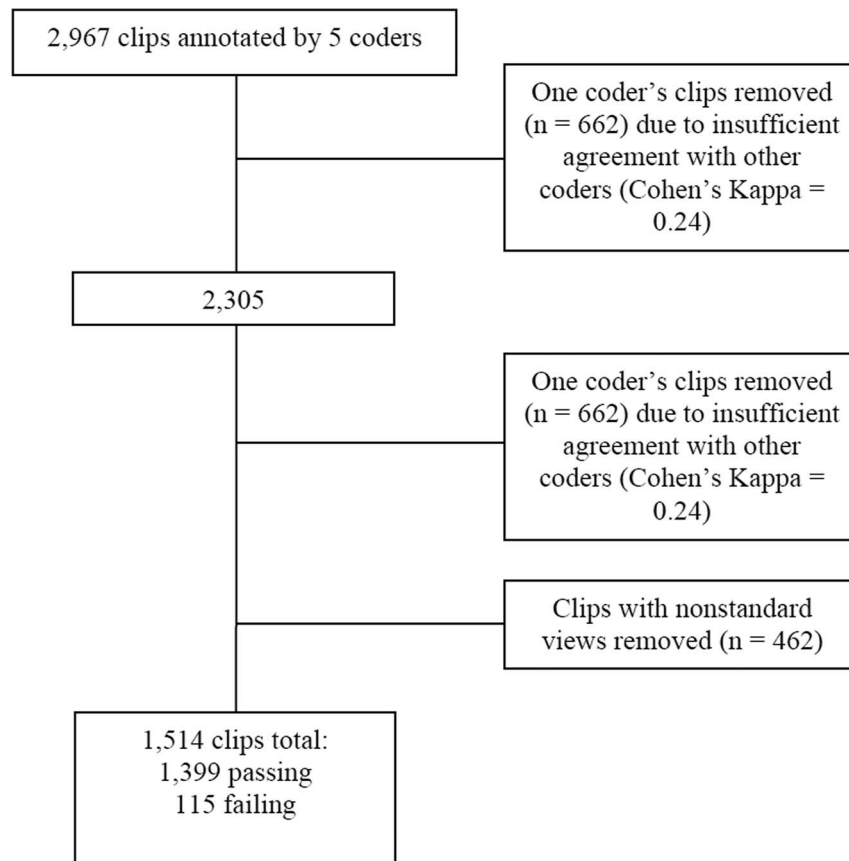 2,967 clips annotated by 5 coders
One coder’s clips removed
(n = 662) due to insufficient
agreement with other
coders (Cohen’s Kappa =
0.24)
2,305
One coder’s clips removed
(n = 662) due to insufficient
agreement with other
coders (Cohen’s Kappa =
0.24)
Clips with nonstandard
views removed (n = 462)
1,514 clips total:
1,399 passing
115 failing